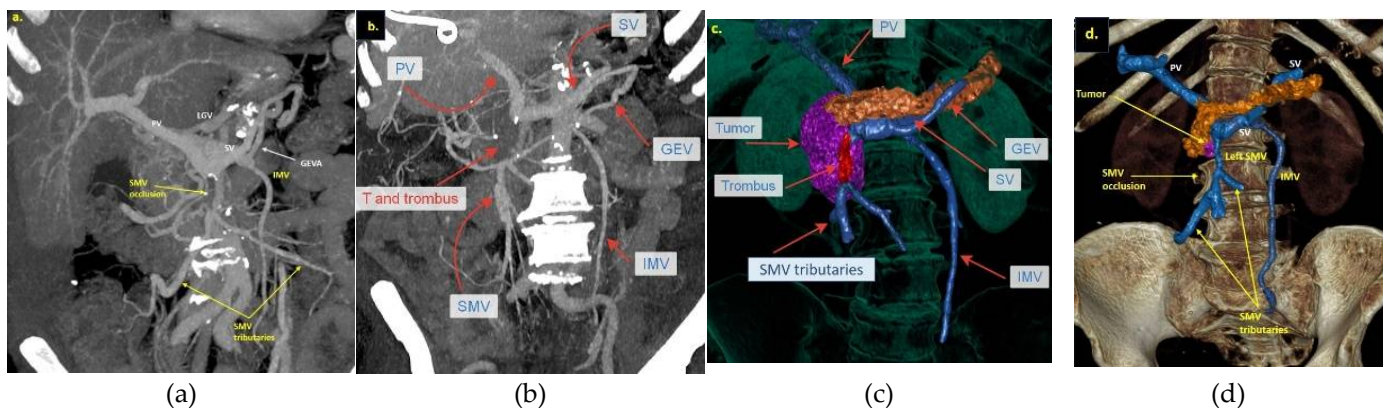 a.
LGV
PV
SV
GEVA
IMV
SMV
occlusion
SMV
tributaries
b.
SV
PV
GEV
T and trombus
IMV
SMV
c.
PV
Tumor
GEV
Trombus
SV
SMV tributaries
IMV
d.
PV
SV
Tumor
SV
Left SMV
IMV
SMV
occlusion
SMV
tributaries
(a)
(b)
(c)
(d)